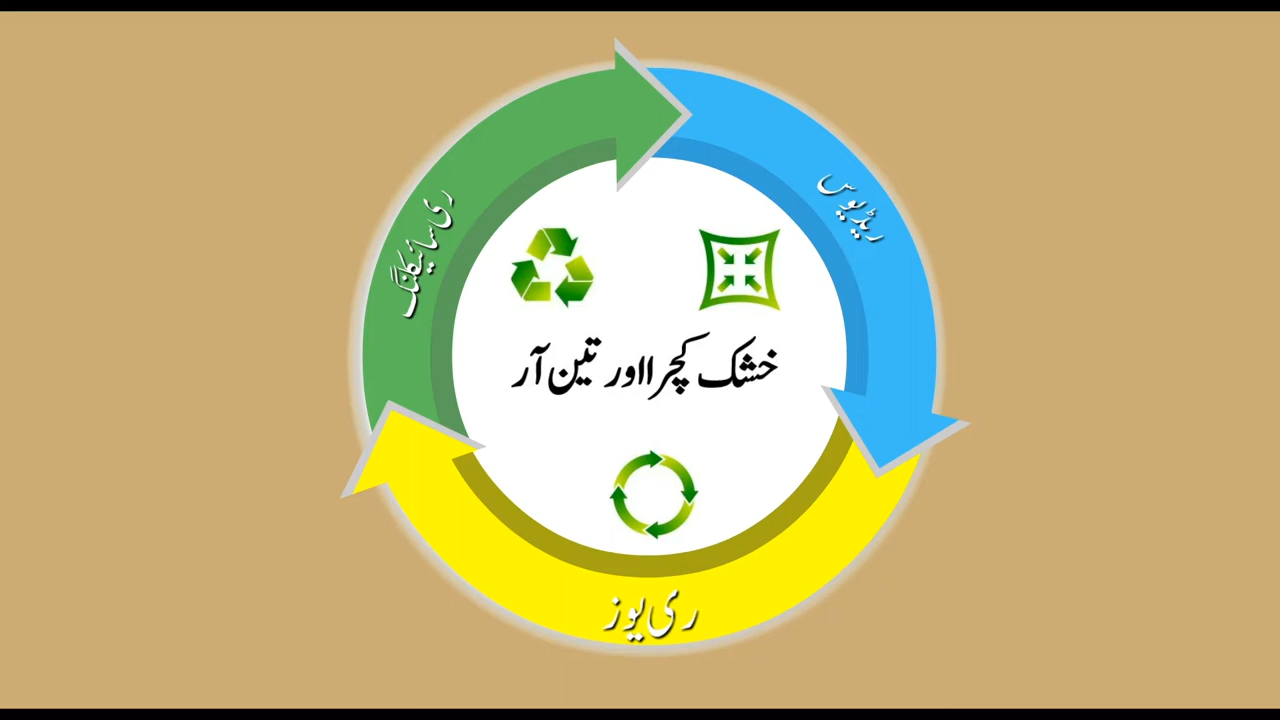 ری سائیکلنگ
ریڈیوس
خشک کچرا اور تین آر
ری یوز